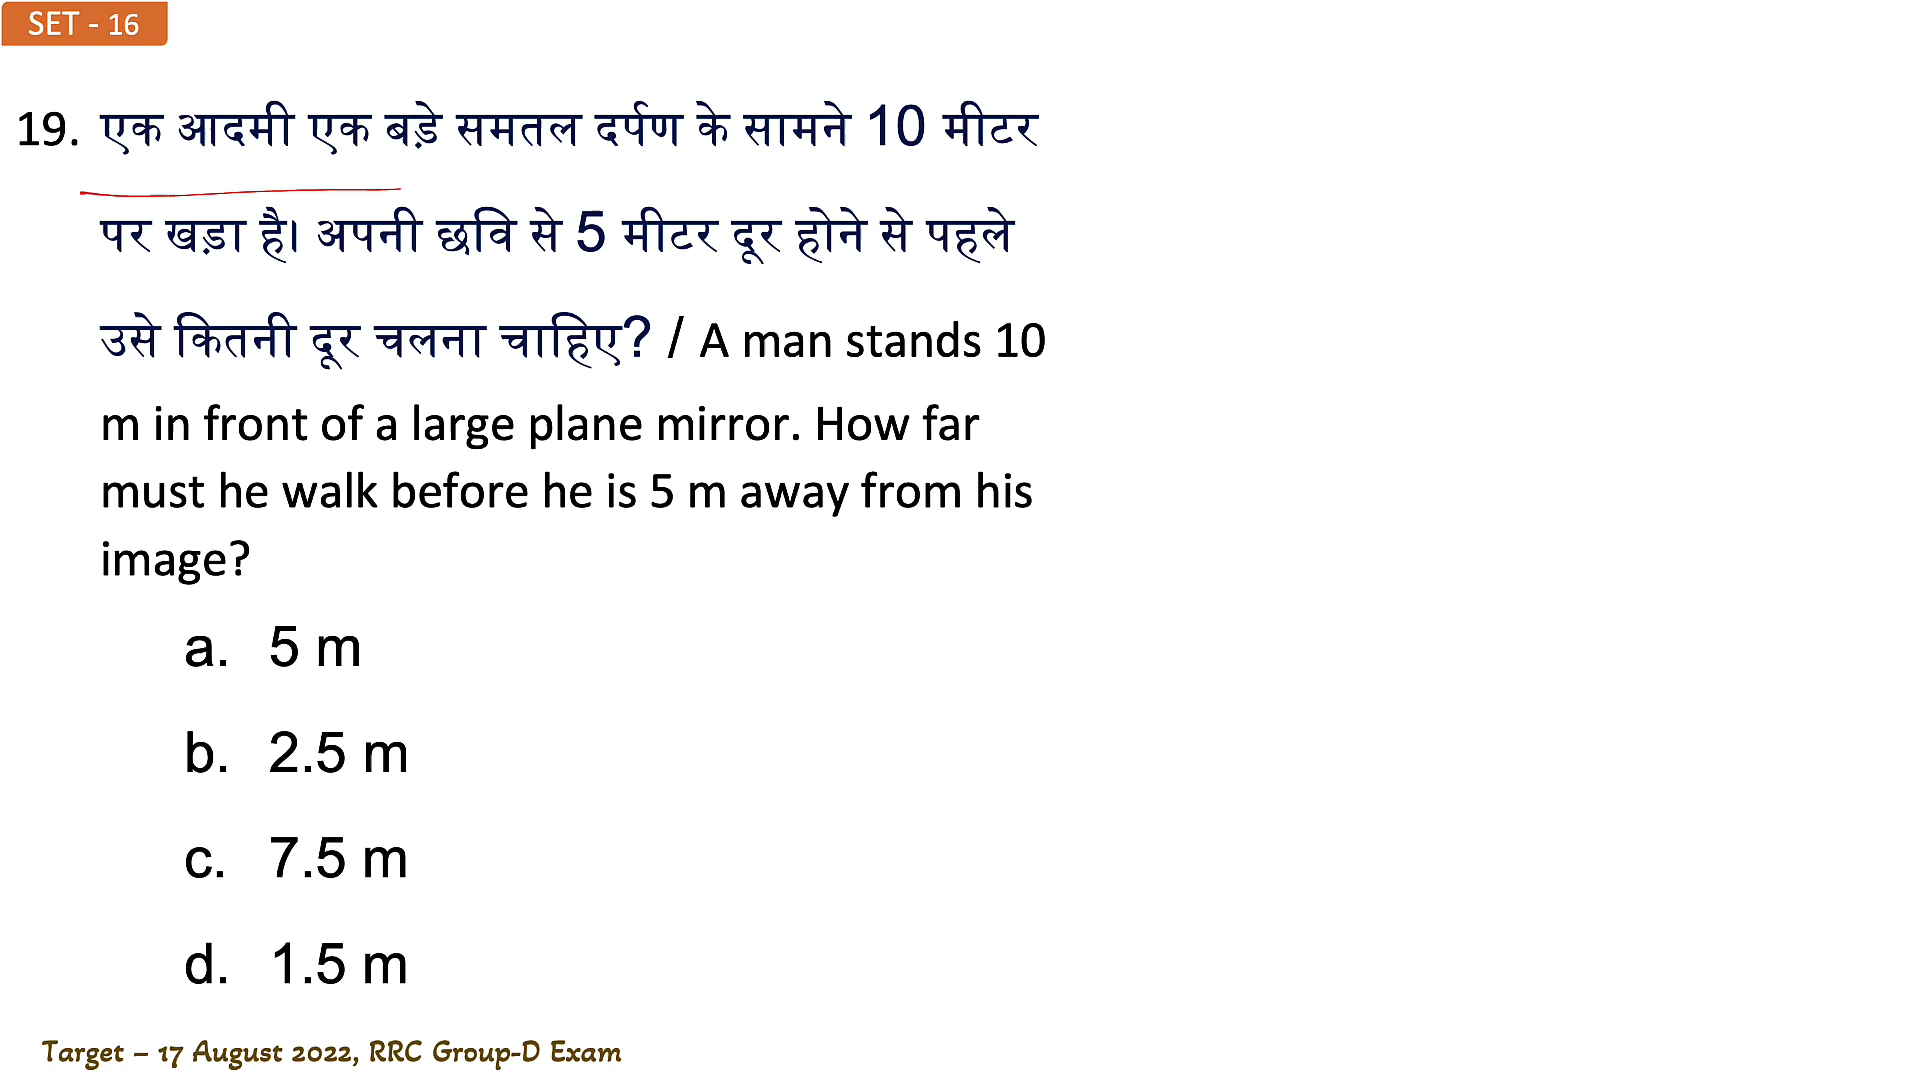 SET - 16
19. एक आदमी एक बड़े समतल दर्पण के सामने 10 मीटर
पर खड़ा है। अपनी छवि से 5 मीटर दूर होने से पहले
उसे कितनी दूर चलना चाहिए? / A man stands 10
m in front of a large plane mirror. How far
must he walk before he is 5 m away from his
image?
a. 5 m
b. 2.5 m
c. 7.5 m
d. 1.5 m
Target – 17 August 2022, RRC Group-D Exam